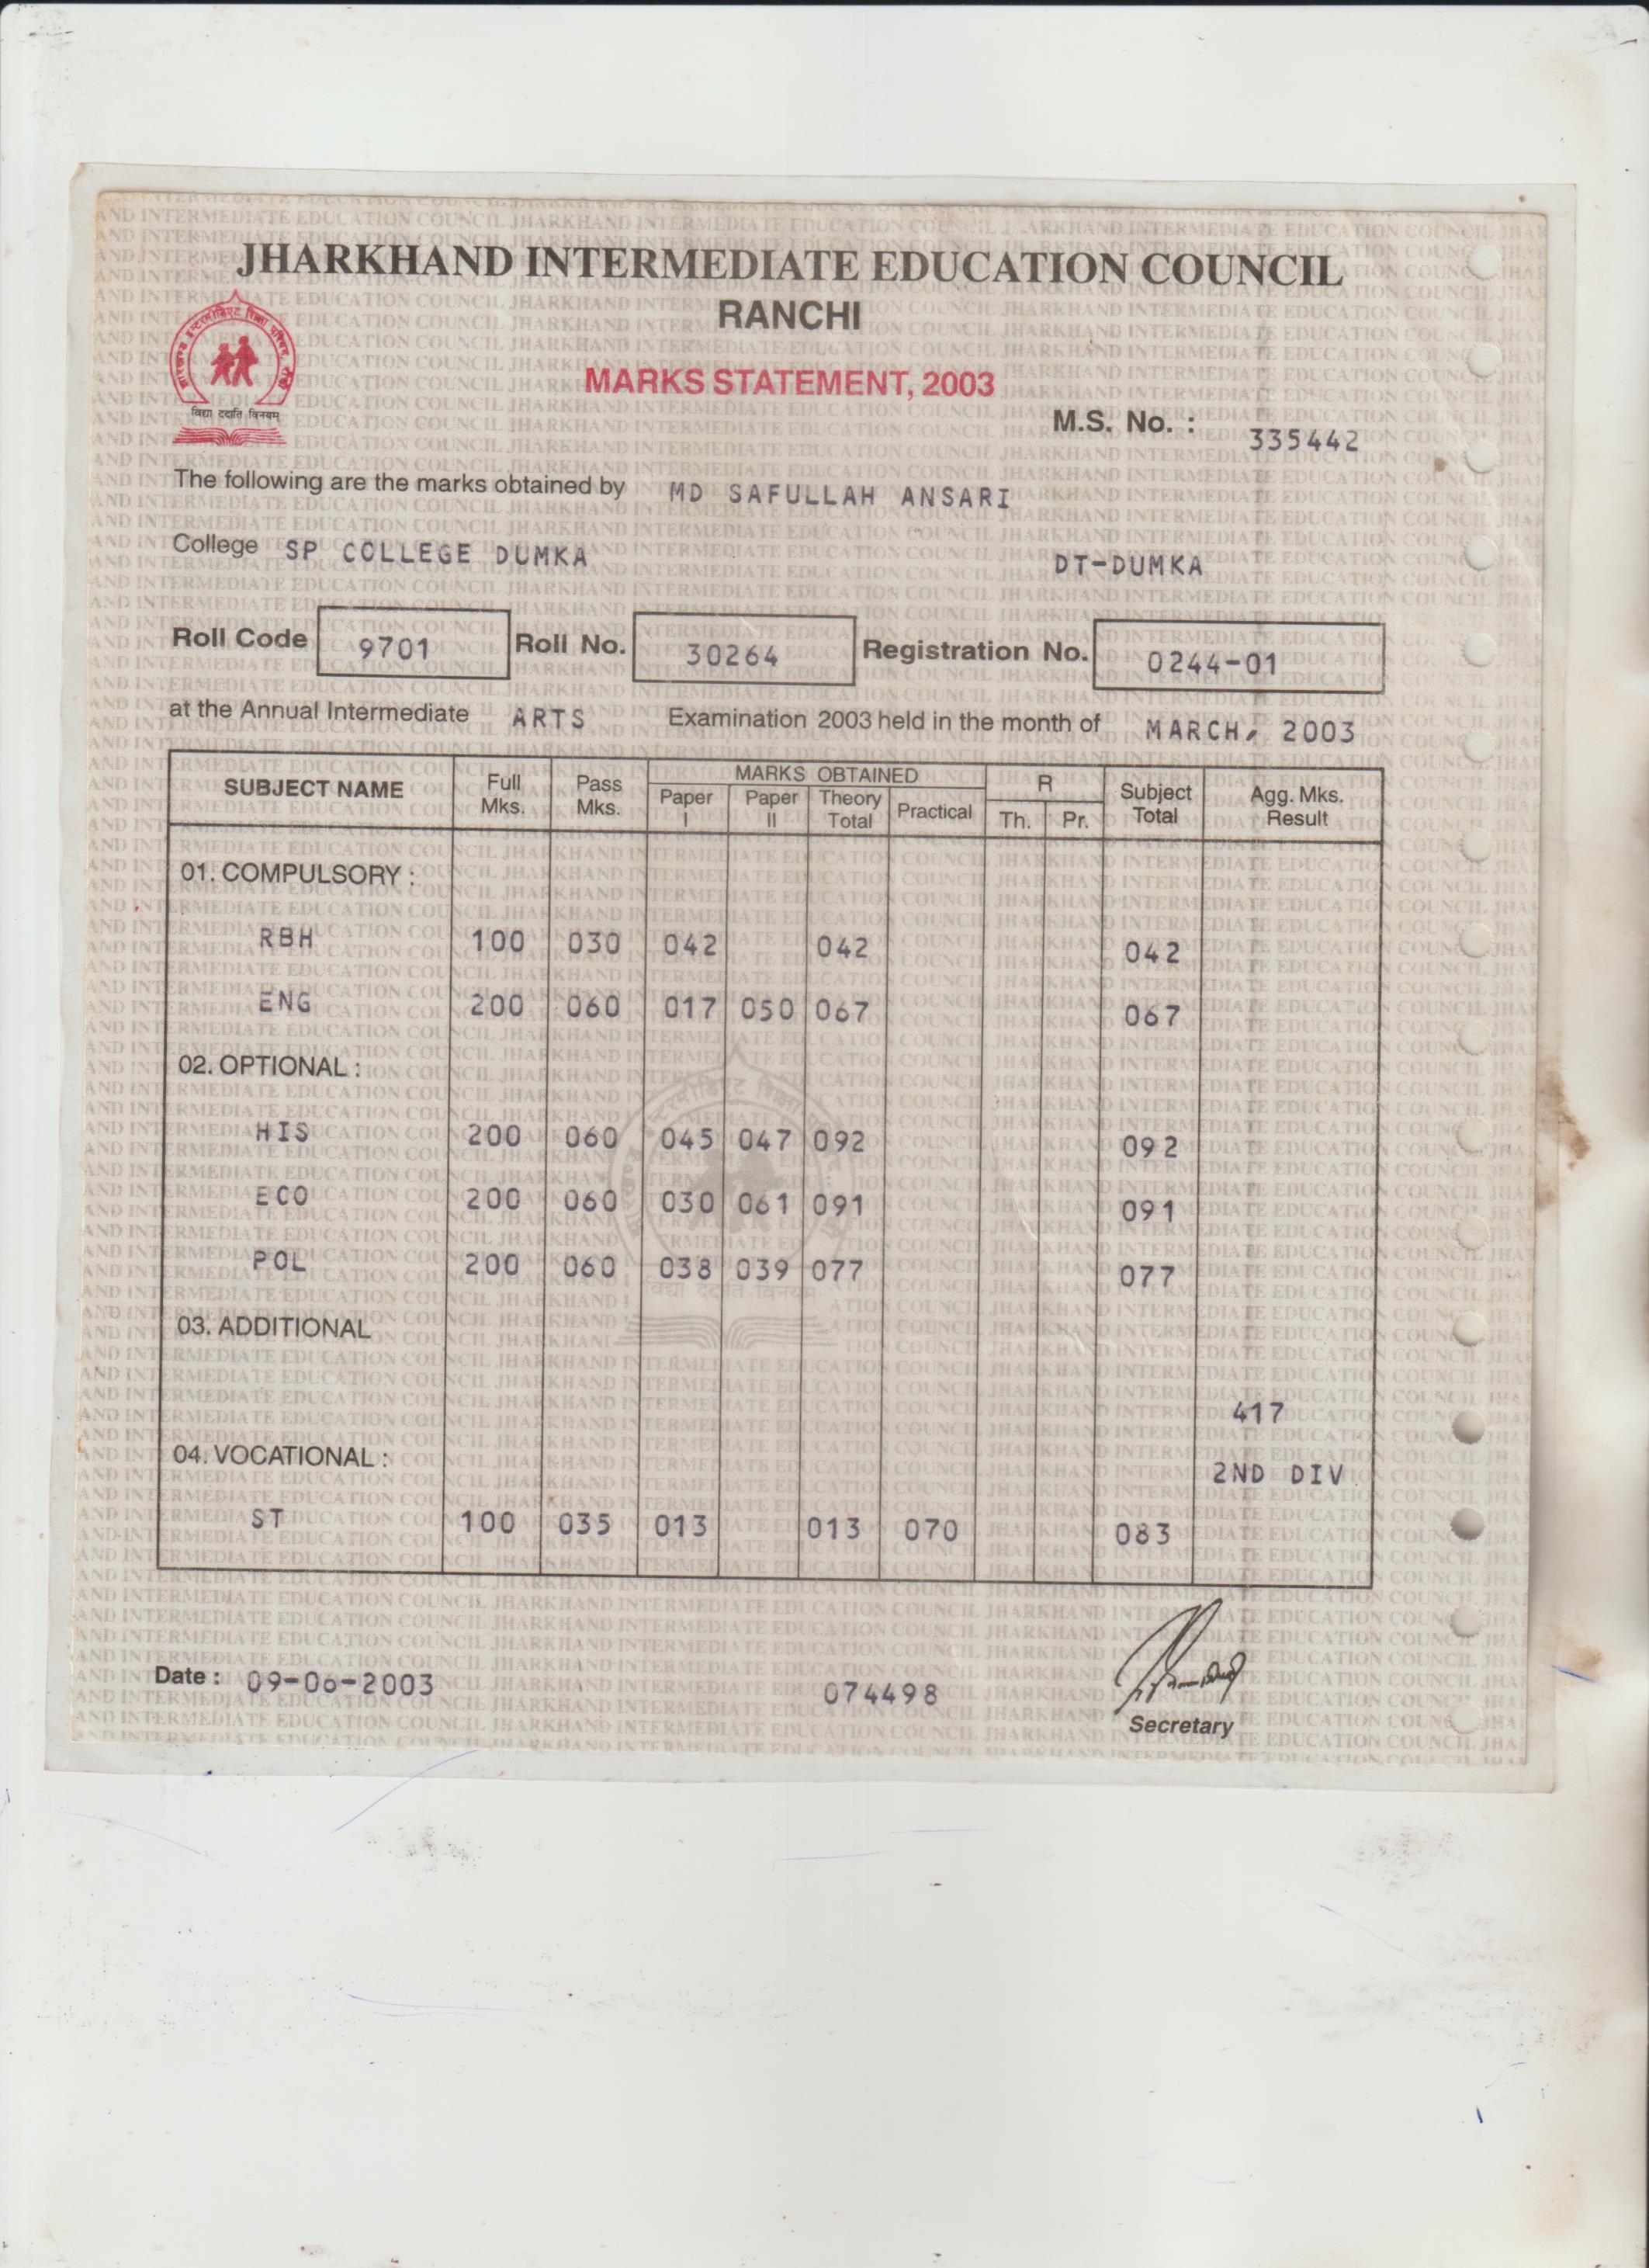 JHARKHAND INTERMEDIATE EDUCATION COUNCIL
RANCHI
MARKS STATEMENT, 2003
झारखण्ड इन्टरमीडिएट शिक्षा परिषद, राँची
विद्या ददाति विनयम्
M.S. No. : 335442
The following are the marks obtained by MD SAFULLAH ANSARI
College SP COLLEGE DUMKA DT-DUMKA
Roll Code 9701 Roll No. 30264 Registration No. 0244-01
at the Annual Intermediate ARTS Examination 2003 held in the month of MARCH, 2003
SUBJECT NAME Full Mks. Pass Mks. MARKS OBTAINED Paper I Paper II Theory Total Practical R Th. Pr. Subject Total Agg. Mks. Result
01. COMPULSORY :
RBH 100 030 042 042 042
ENG 200 060 017 050 067 067
02. OPTIONAL :
HIS 200 060 045 047 092 092
ECO 200 060 030 061 091 091
POL 200 060 038 039 077 077
03. ADDITIONAL
417
04. VOCATIONAL :
2ND DIV
ST 100 035 013 013 070 083
Date : 09-06-2003 074498
Secretary